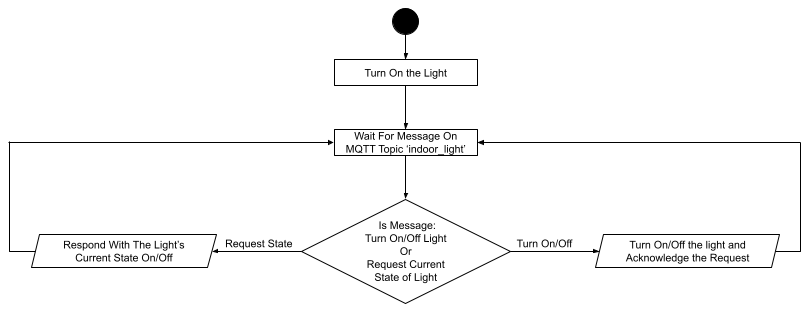 Turn On the Light
Wait For Message On
MQTT Topic ‘indoor_light’
Is Message:
Turn On/Off Light
Or
Request Current
State of Light
Request State
Turn On/Off
Respond With The Light's
Current State On/Off
Turn On/Off the light and
Acknowledge the Request